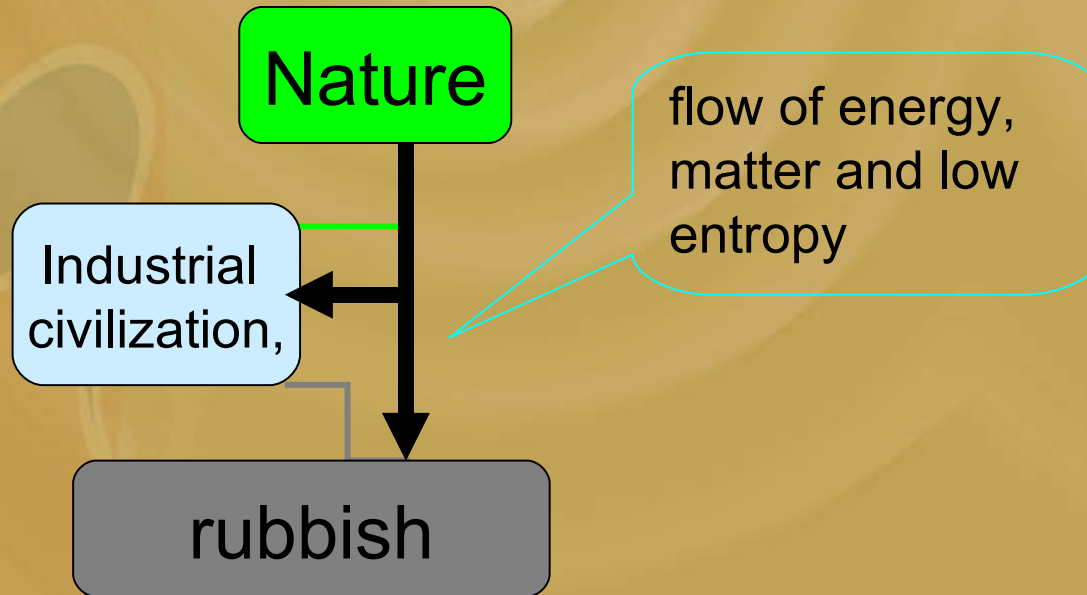 Nature
flow of energy,
matter and low
entropy
Industrial
civilization,
rubbish